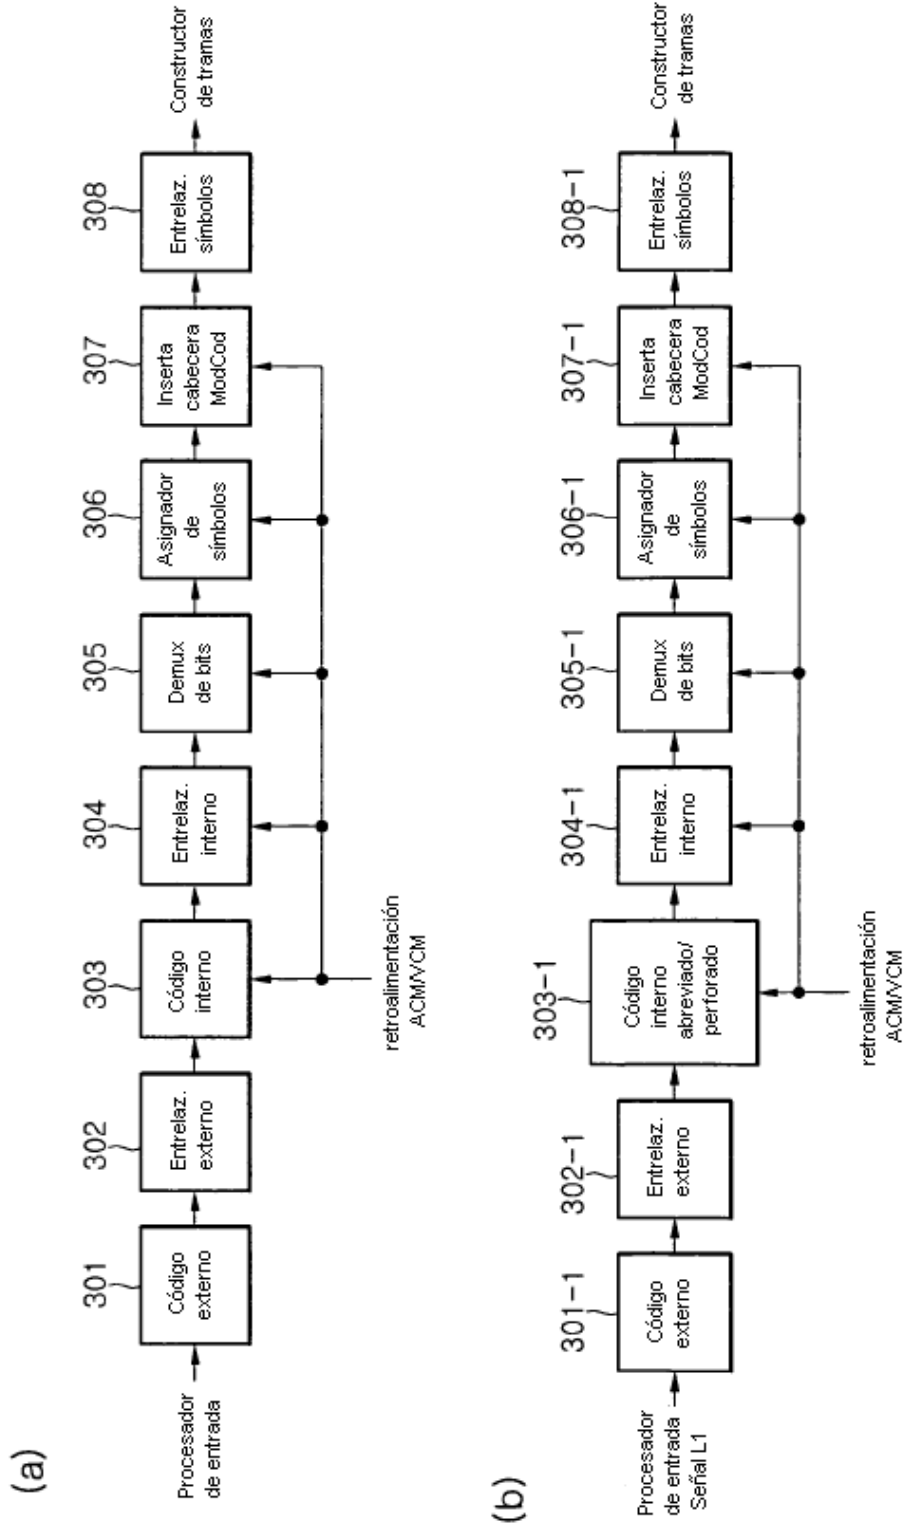 (a)
Procesador
de entrada
301
Código
externo
302
Entrelaz.
externo
303
Código
interno
304
Entrelaz.
interno
305
Demux
de bits
306
Asignador
de
símbolos
307
Inserta
cabecera
ModCod
308
Entrelaz.
símbolos
Constructor
de tramas
retroalimentación
ACM/VCM
(b)
Procesador
de entrada
Señal L1
301-1
Código
externo
302-1
Entrelaz.
externo
303-1
Código
interno
abreviado/
perforado
304-1
Entrelaz.
interno
305-1
Demux
de bits
306-1
Asignador
de
símbolos
307-1
Inserta
cabecera
ModCod
308-1
Entrelaz.
símbolos
Constructor
de tramas
retroalimentación
ACM/VCM